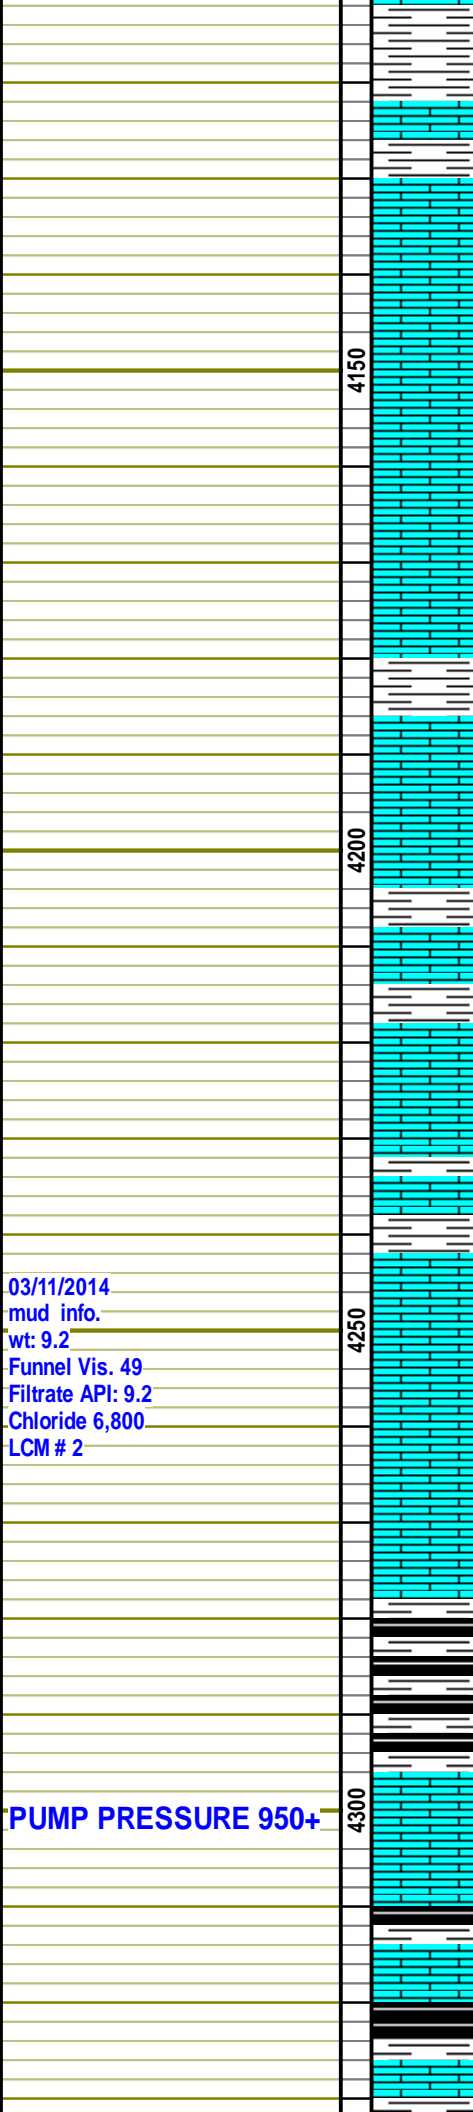 4150
4200
03/11/2014
mud info.
wt: 9.2
Funnel Vis. 49
Filtrate API: 9.2
Chloride 6,800
LCM # 2
4250
PUMP PRESSURE 950+
4300